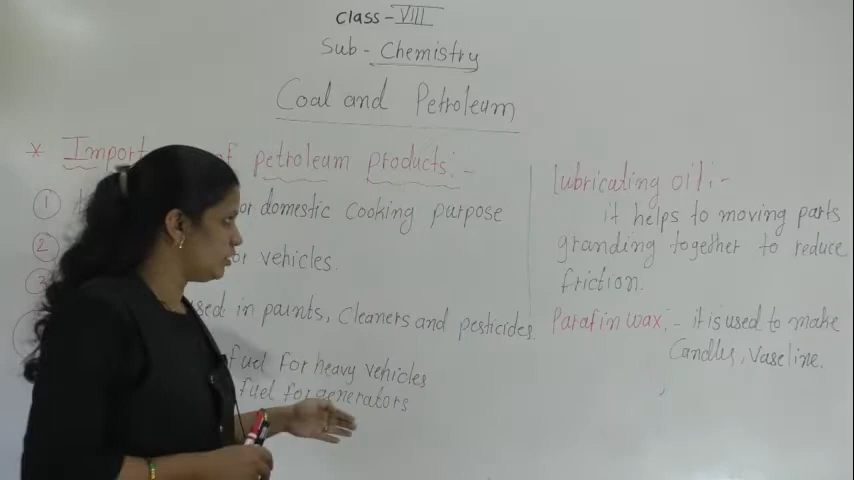 Class - VIII
Sub - Chemistry
Coal and Petroleum
* Import of petroleum products:-
① or domestic cooking purpose
② or vehicles.
③
sed in paints, Cleaners and pesticides.
fuel for heavy vehicles
fuel for generators
lubricating oil:-
it helps to moving parts
granding together to reduce
friction.
Parafin wax:- it is used to make
Candles, Vaseline.